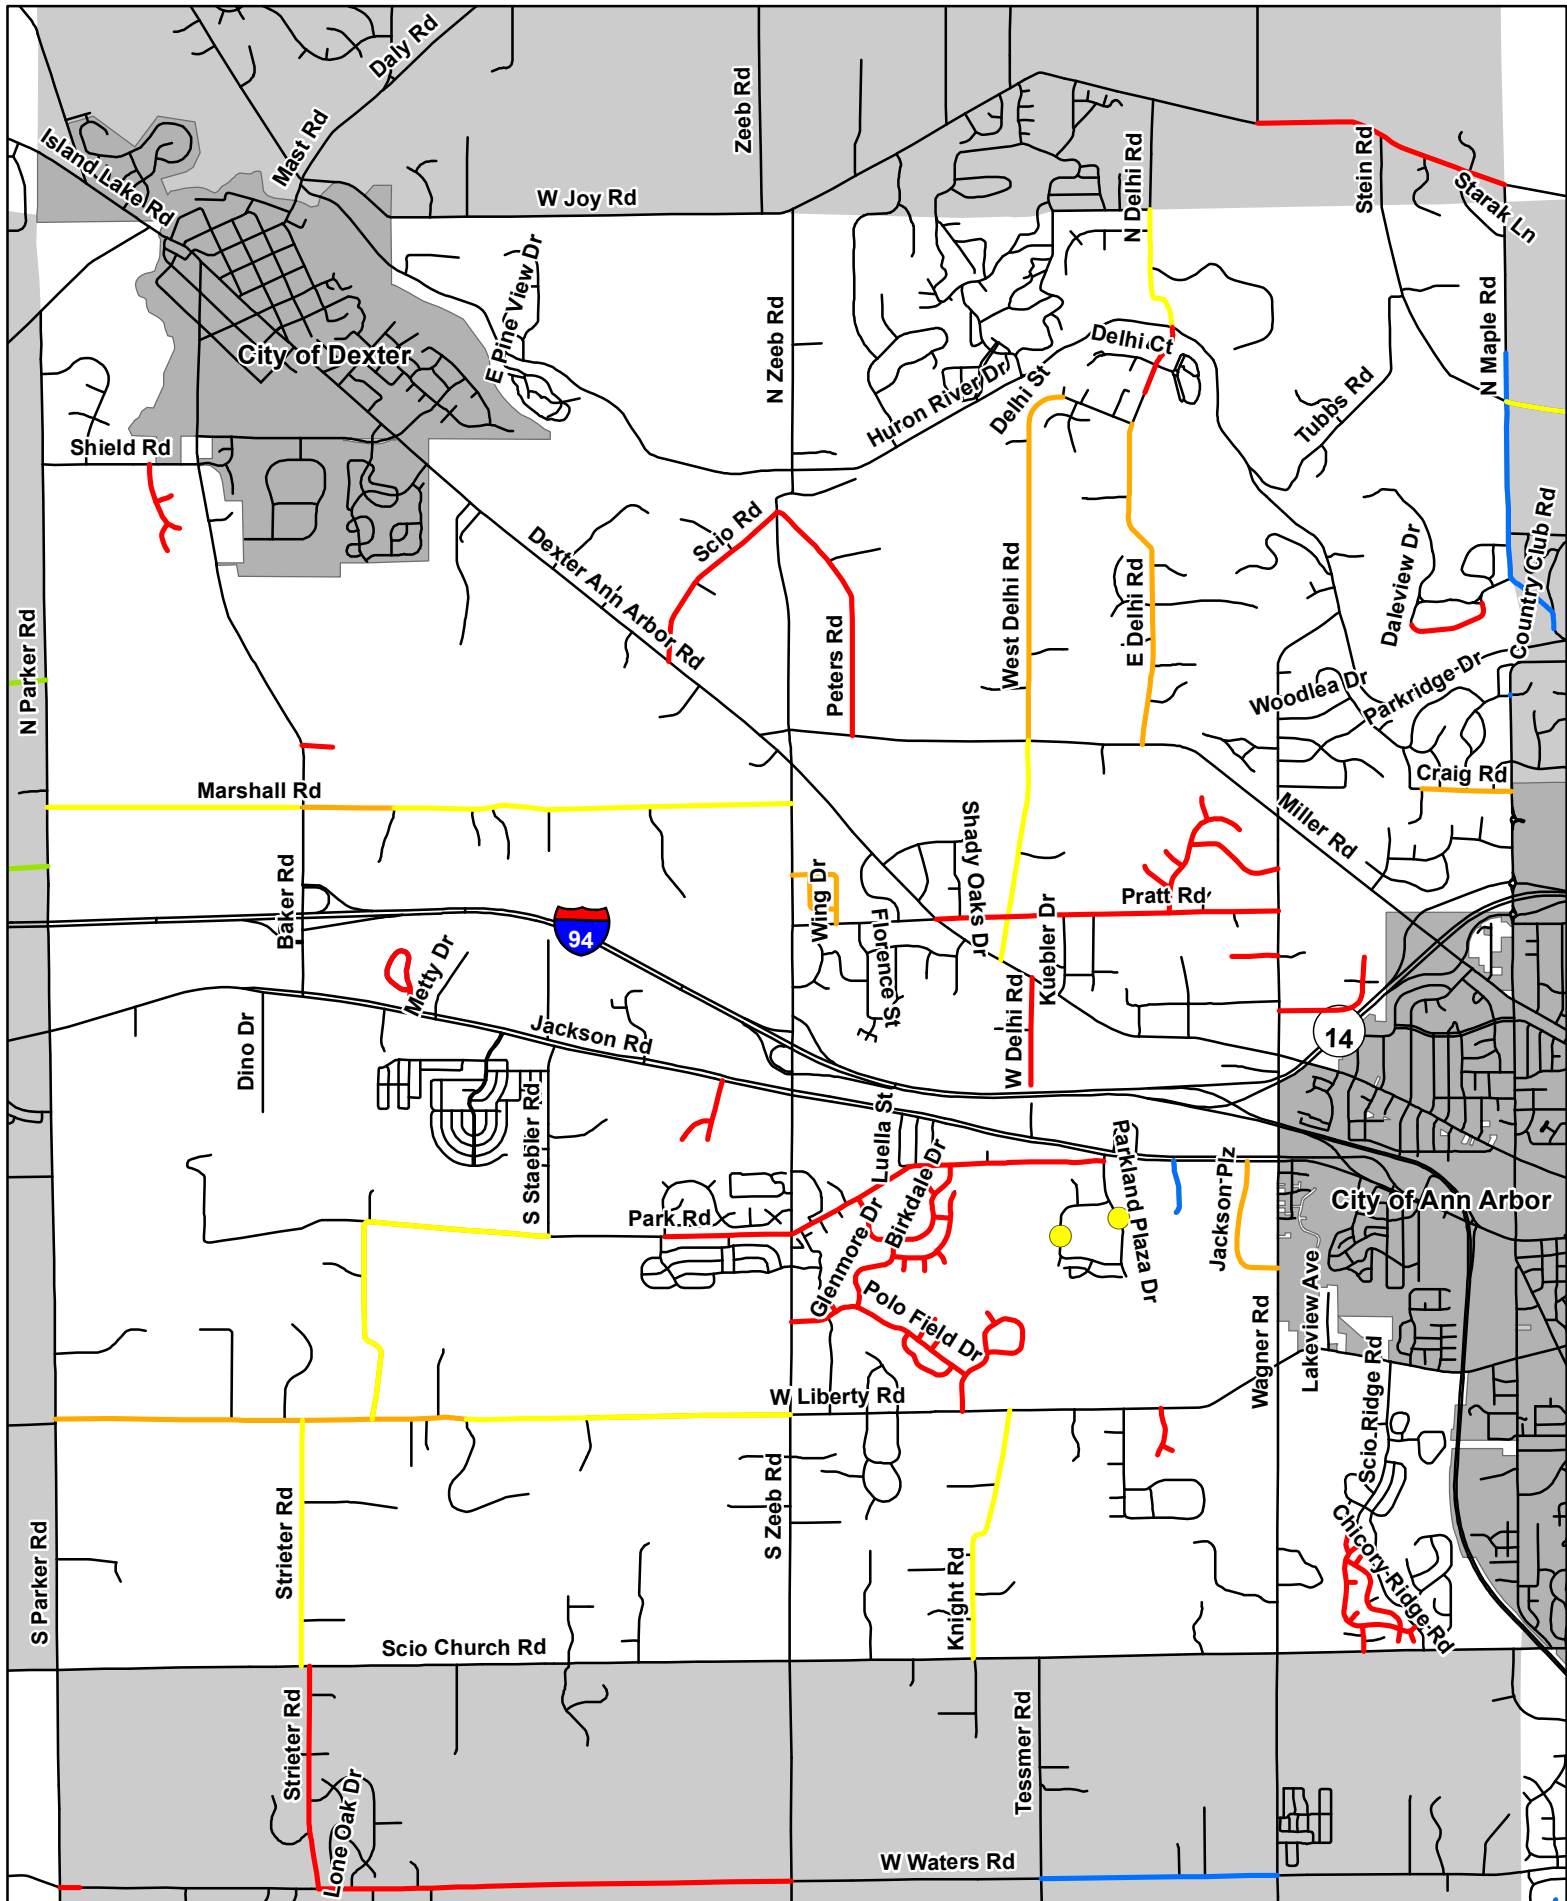 Daly Rd
Mast Rd
Island Lake Rd
W Joy Rd
Zeeb Rd
N Delhi Rd
Stein Rd
Starak Ln
E Pine View Dr
City of Dexter
N Zeeb Rd
Delhi Ct
N Maple Rd
Huron River Dr
Delhi St
Tubbs Rd
Shield Rd
Scio Rd
Dexter Ann Arbor Rd
West Delhi Rd
E Delhi Rd
Daleview Dr
Country Club Rd
N Parker Rd
Peters Rd
Woodlea Dr
Parkridge Dr
Craig Rd
Marshall Rd
Miller Rd
Shady Oaks Dr
Baker Rd
Wing Dr
Florence St
Kuebler Dr
Pratt Rd
94
Metty Dr
Jackson Rd
Dino Dr
W Delhi Rd
14
S Staebler Rd
Luella St
Birkdale Dr
Parkland Plaza Dr
Jackson Plz
City of Ann Arbor
Park Rd
Glenmore Dr
Polo Field Dr
Wagner Rd
Lakeview Ave
W Liberty Rd
Scio Ridge Rd
S Zeeb Rd
Strieter Rd
S Parker Rd
Knight Rd
Chicory Ridge Rd
Scio Church Rd
Strieter Rd
Lone Oak Dr
Tessmer Rd
W Waters Rd